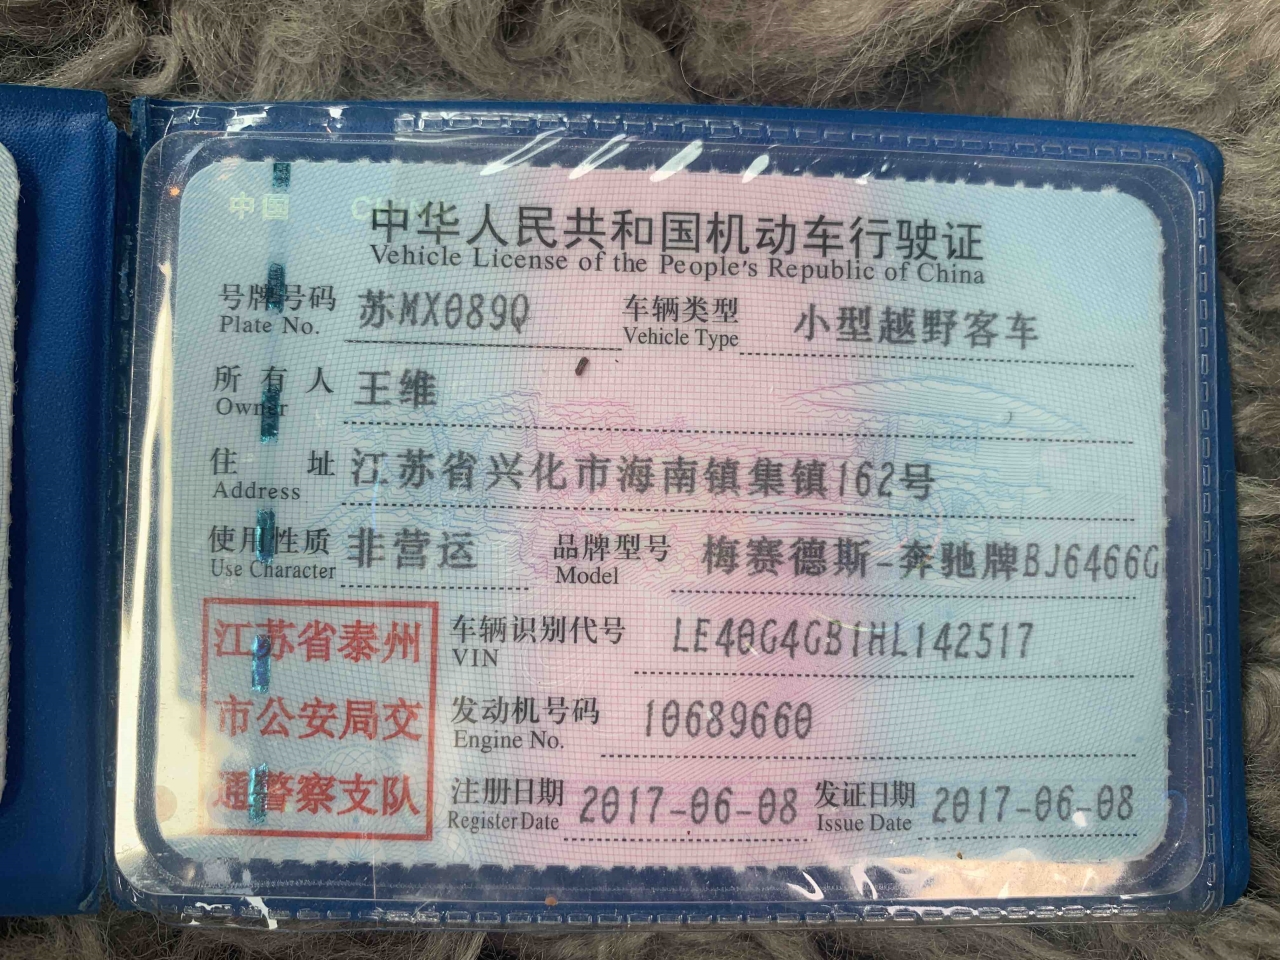 中国 CHINA
中华人民共和国机动车行驶证
Vehicle License of the People's Republic of China
号牌号码 苏MX089Q 车辆类型 小型越野客车
Plate No. Vehicle Type
所有人 王维
Owner
住址 江苏省兴化市海南镇集镇162号
Address
使用性质 非营运 品牌型号 梅赛德斯-奔驰牌BJ6466G
Use Character Model
江苏省泰州
市公安局交
通警察支队
车辆识别代号 LE40G4GB1HL142517
VIN
发动机号码 10689660
Engine No.
注册日期 2017-06-08 发证日期 2017-06-08
Register Date Issue Date